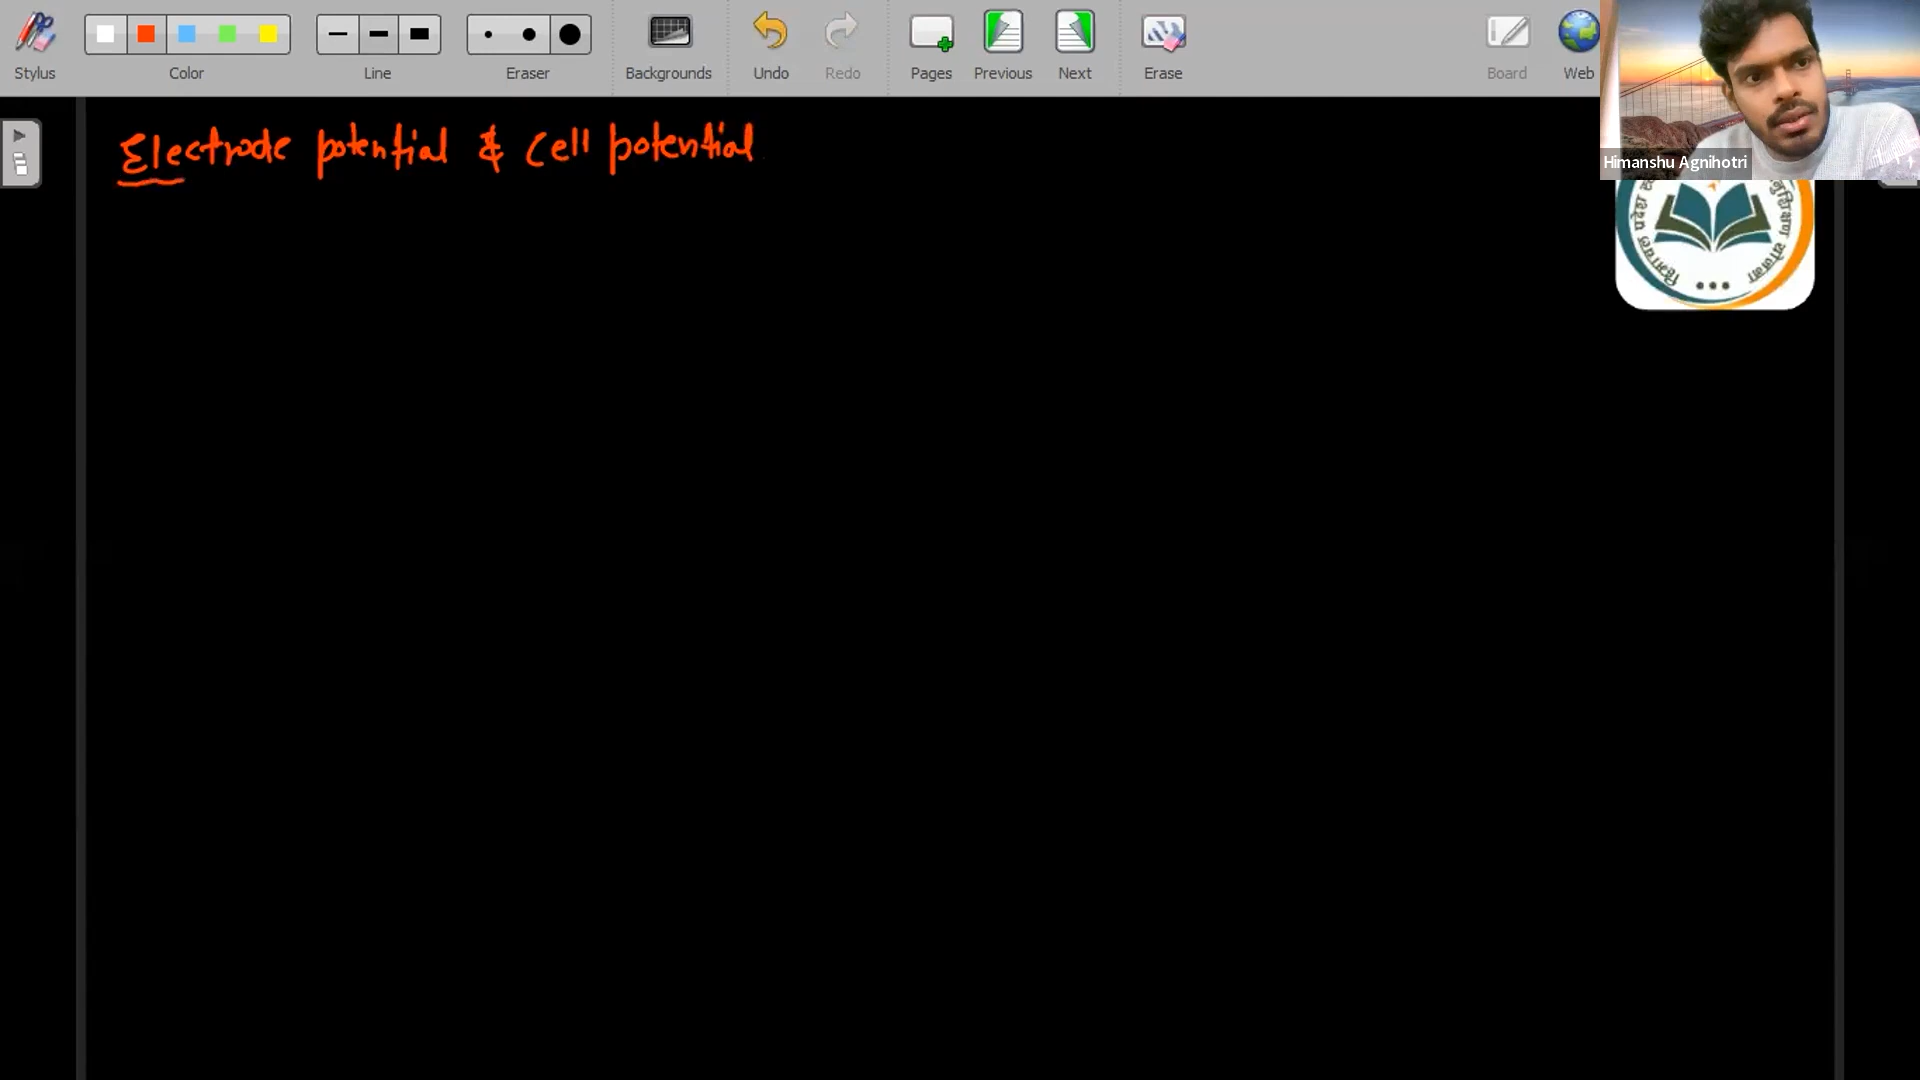 Stylus
Color
Line
Eraser
Backgrounds
Undo
Redo
Pages
Previous
Next
Erase
Board
Web
Himanshu Agnihotri
Electrode potential & Cell potential